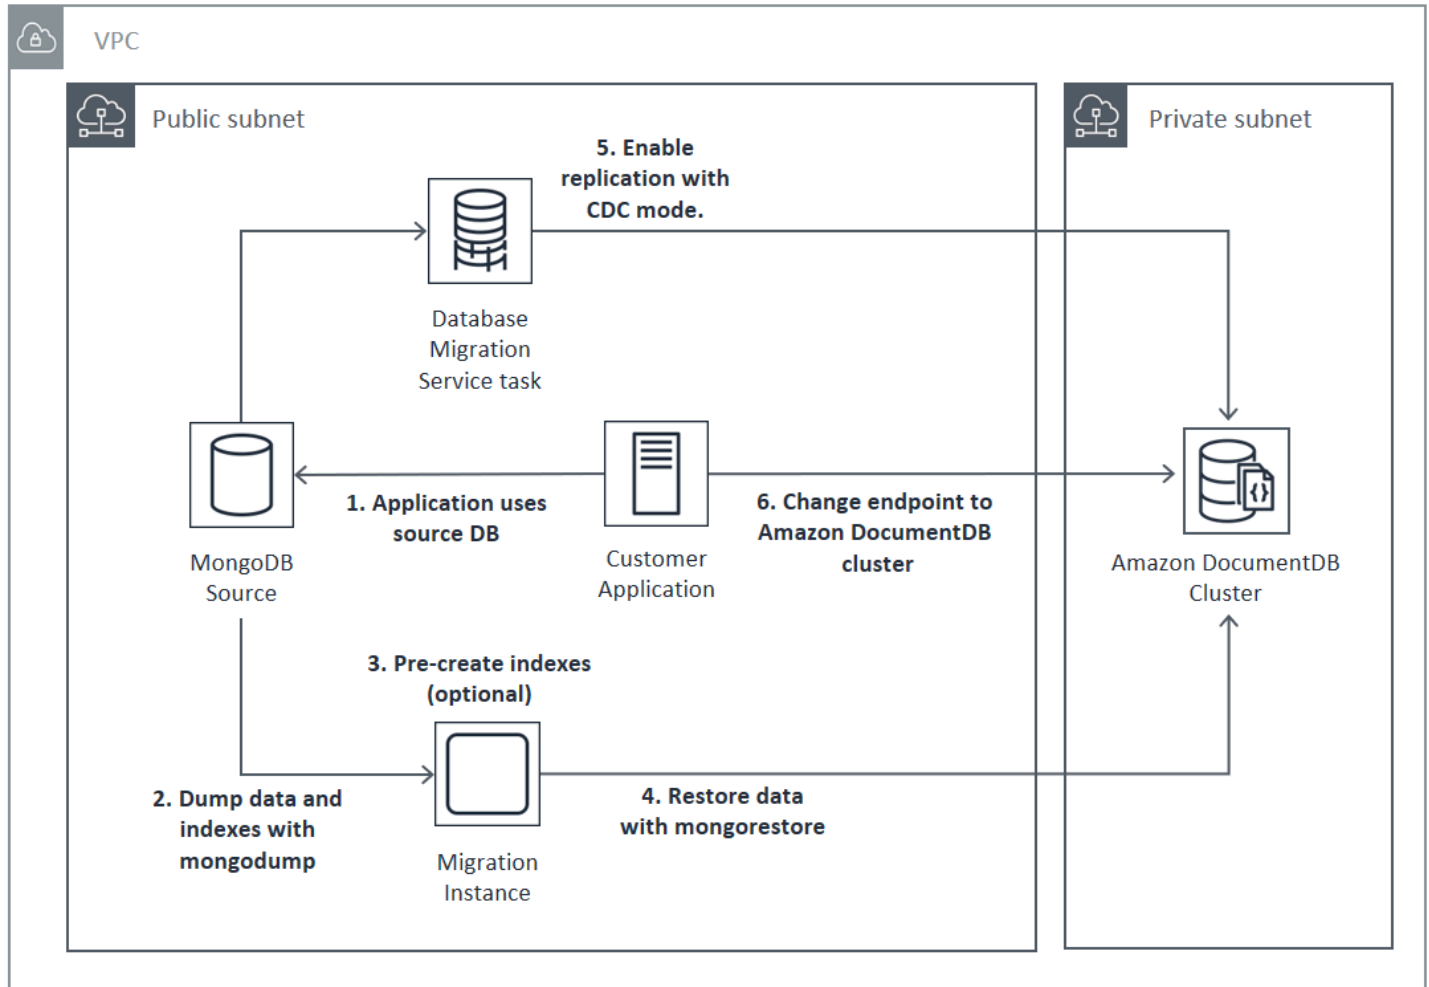 VPC
Public subnet
Private subnet
5. Enable
replication with
CDC mode.
Database
Migration
Service task
1. Application uses
source DB
6. Change endpoint to
Amazon DocumentDB
cluster
MongoDB
Source
Customer
Application
Amazon DocumentDB
Cluster
3. Pre-create indexes
(optional)
2. Dump data and
indexes with
mongodump
4. Restore data
with mongorestore
Migration
Instance